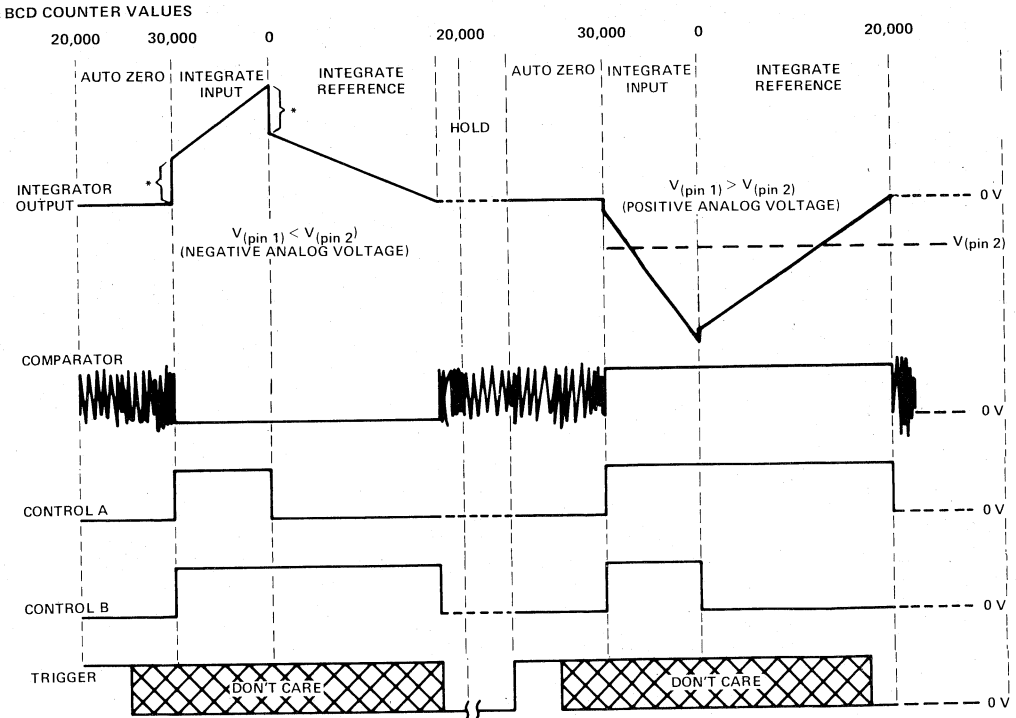 BCD COUNTER VALUES
20,000 30,000 0 20,000 30,000 0 20,000
AUTO ZERO INTEGRATE INPUT INTEGRATE REFERENCE AUTO ZERO INTEGRATE INPUT INTEGRATE REFERENCE
HOLD
*
*
INTEGRATOR OUTPUT
V(pin 1) < V(pin 2)
(NEGATIVE ANALOG VOLTAGE)
V(pin 1) > V(pin 2)
(POSITIVE ANALOG VOLTAGE)
0 V
V(pin 2)
COMPARATOR
0 V
CONTROL A
0 V
CONTROL B
0 V
TRIGGER
DON'T CARE
DON'T CARE
0 V